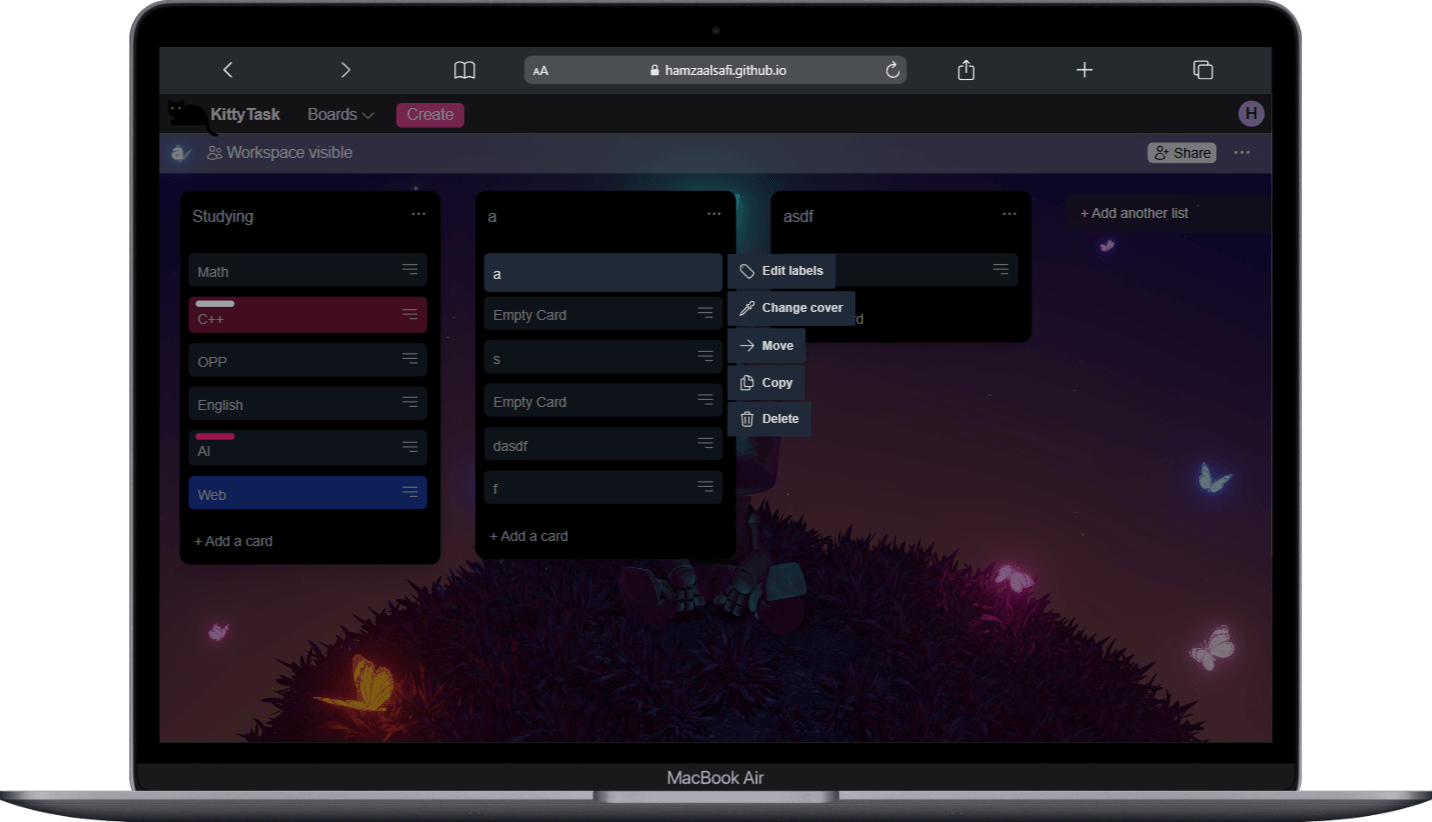 AA
hamzaalsafi.github.io
KittyTask
Boards
Create
H
a
Workspace visible
Share
Studying
Math
C++
OPP
English
AI
Web
+ Add a card
a
a
Empty Card
s
Empty Card
dasdf
f
+ Add a card
Edit labels
Change cover
Move
Copy
Delete
asdf
+ Add another list
MacBook Air